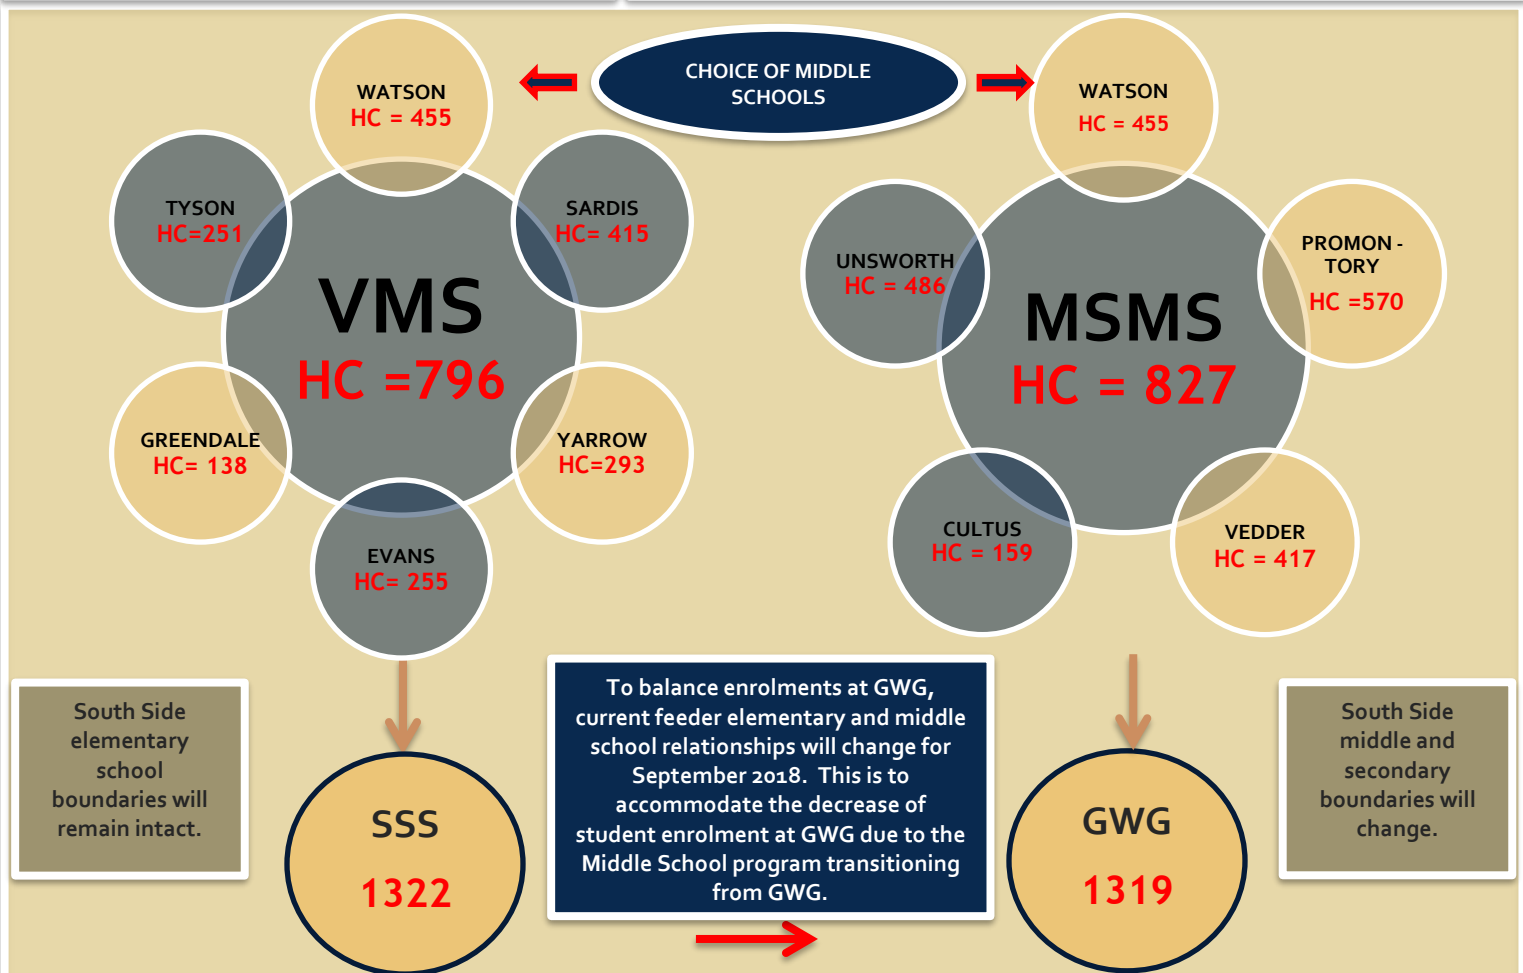 CHOICE OF MIDDLE
SCHOOLS
WATSON
HC = 455
TYSON
HC=251
SARDIS
HC= 415
VMS
HC =796
GREENDALE
HC= 138
YARROW
HC=293
EVANS
HC= 255
WATSON
HC = 455
UNSWORTH
HC = 486
PROMON -
TORY
HC =570
MSMS
HC = 827
CULTUS
HC = 159
VEDDER
HC = 417
South Side
elementary
school
boundaries will
remain intact.
SSS
1322
To balance enrolments at GWG,
current feeder elementary and middle
school relationships will change for
September 2018.  This is to
accommodate the decrease of
student enrolment at GWG due to the
Middle School program transitioning
from GWG.
GWG
1319
South Side
middle and
secondary
boundaries will
change.